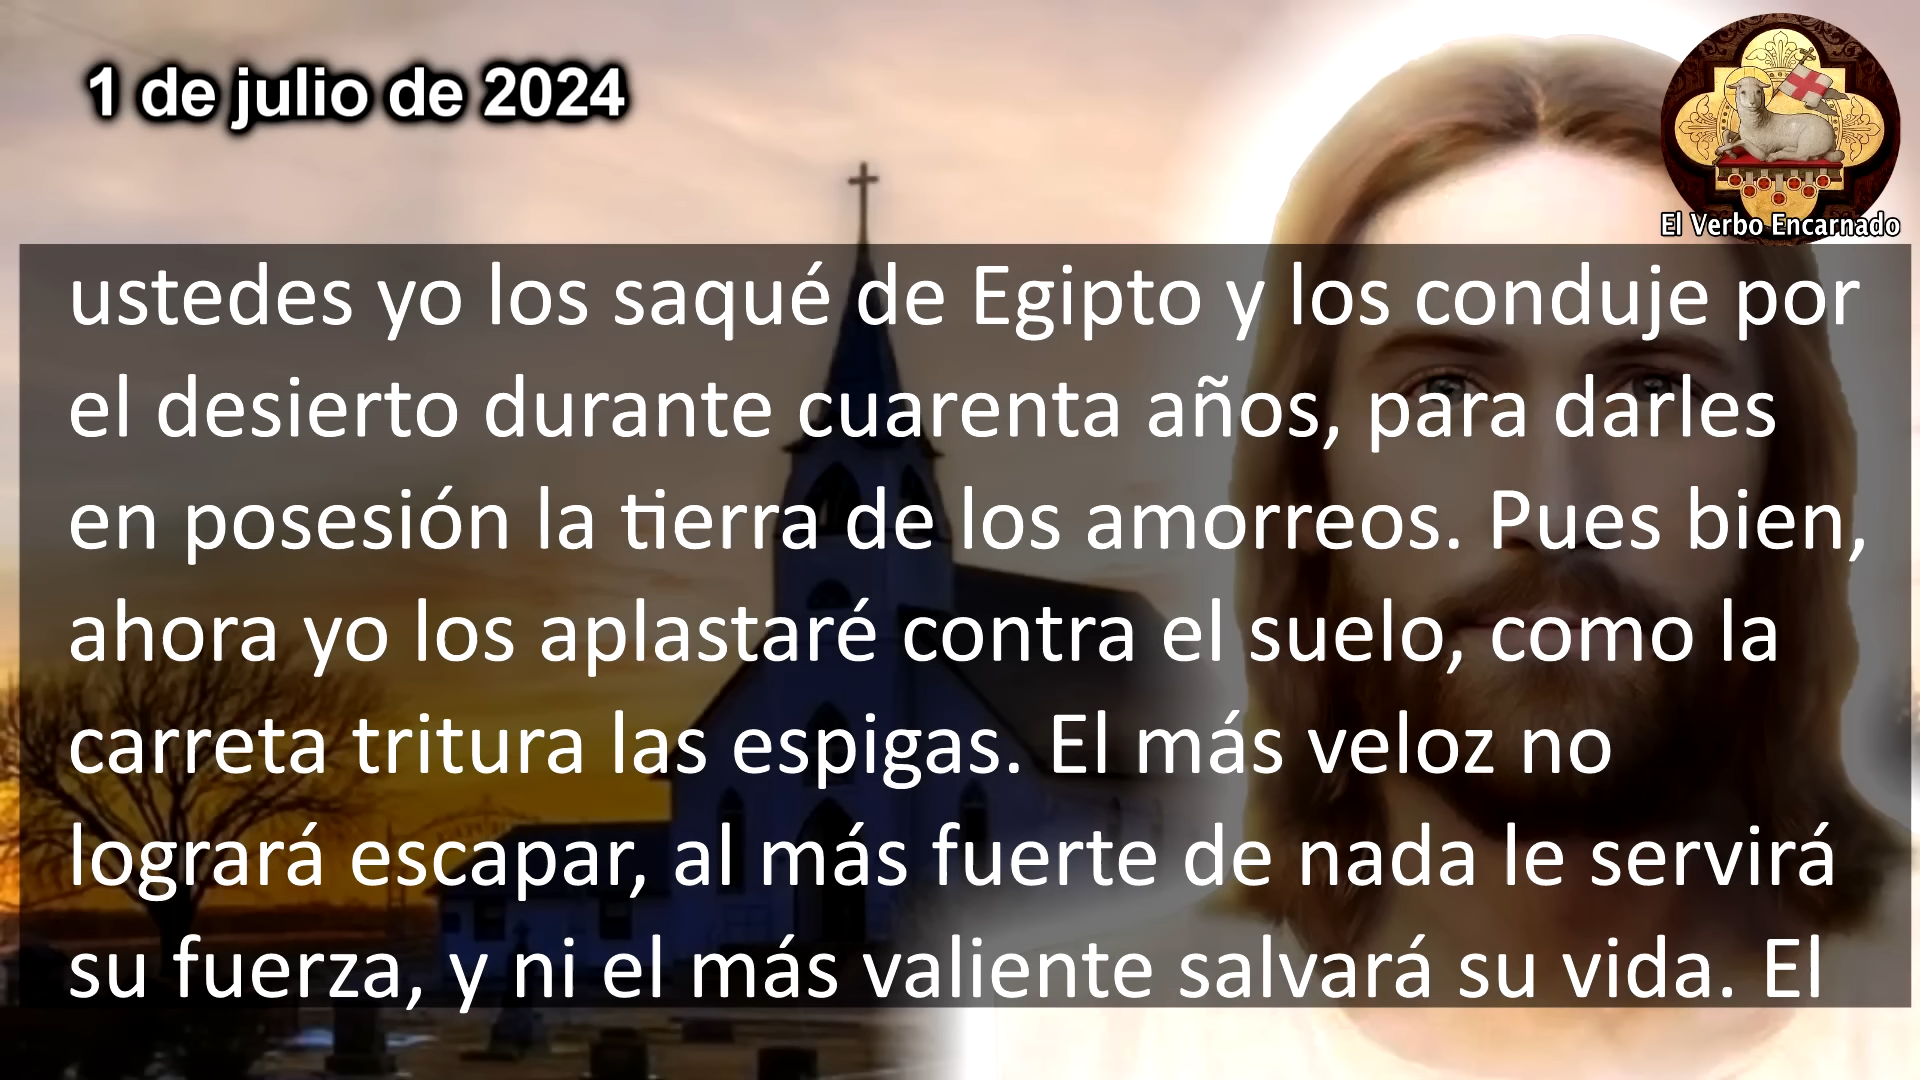 1 de julio de 2024
El Verbo Encarnado
ustedes yo los saqué de Egipto y los conduje por
el desierto durante cuarenta años, para darles
en posesión la tierra de los amorreos. Pues bien,
ahora yo los aplastaré contra el suelo, como la
carreta tritura las espigas. El más veloz no
logrará escapar, al más fuerte de nada le servirá
su fuerza, y ni el más valiente salvará su vida. El